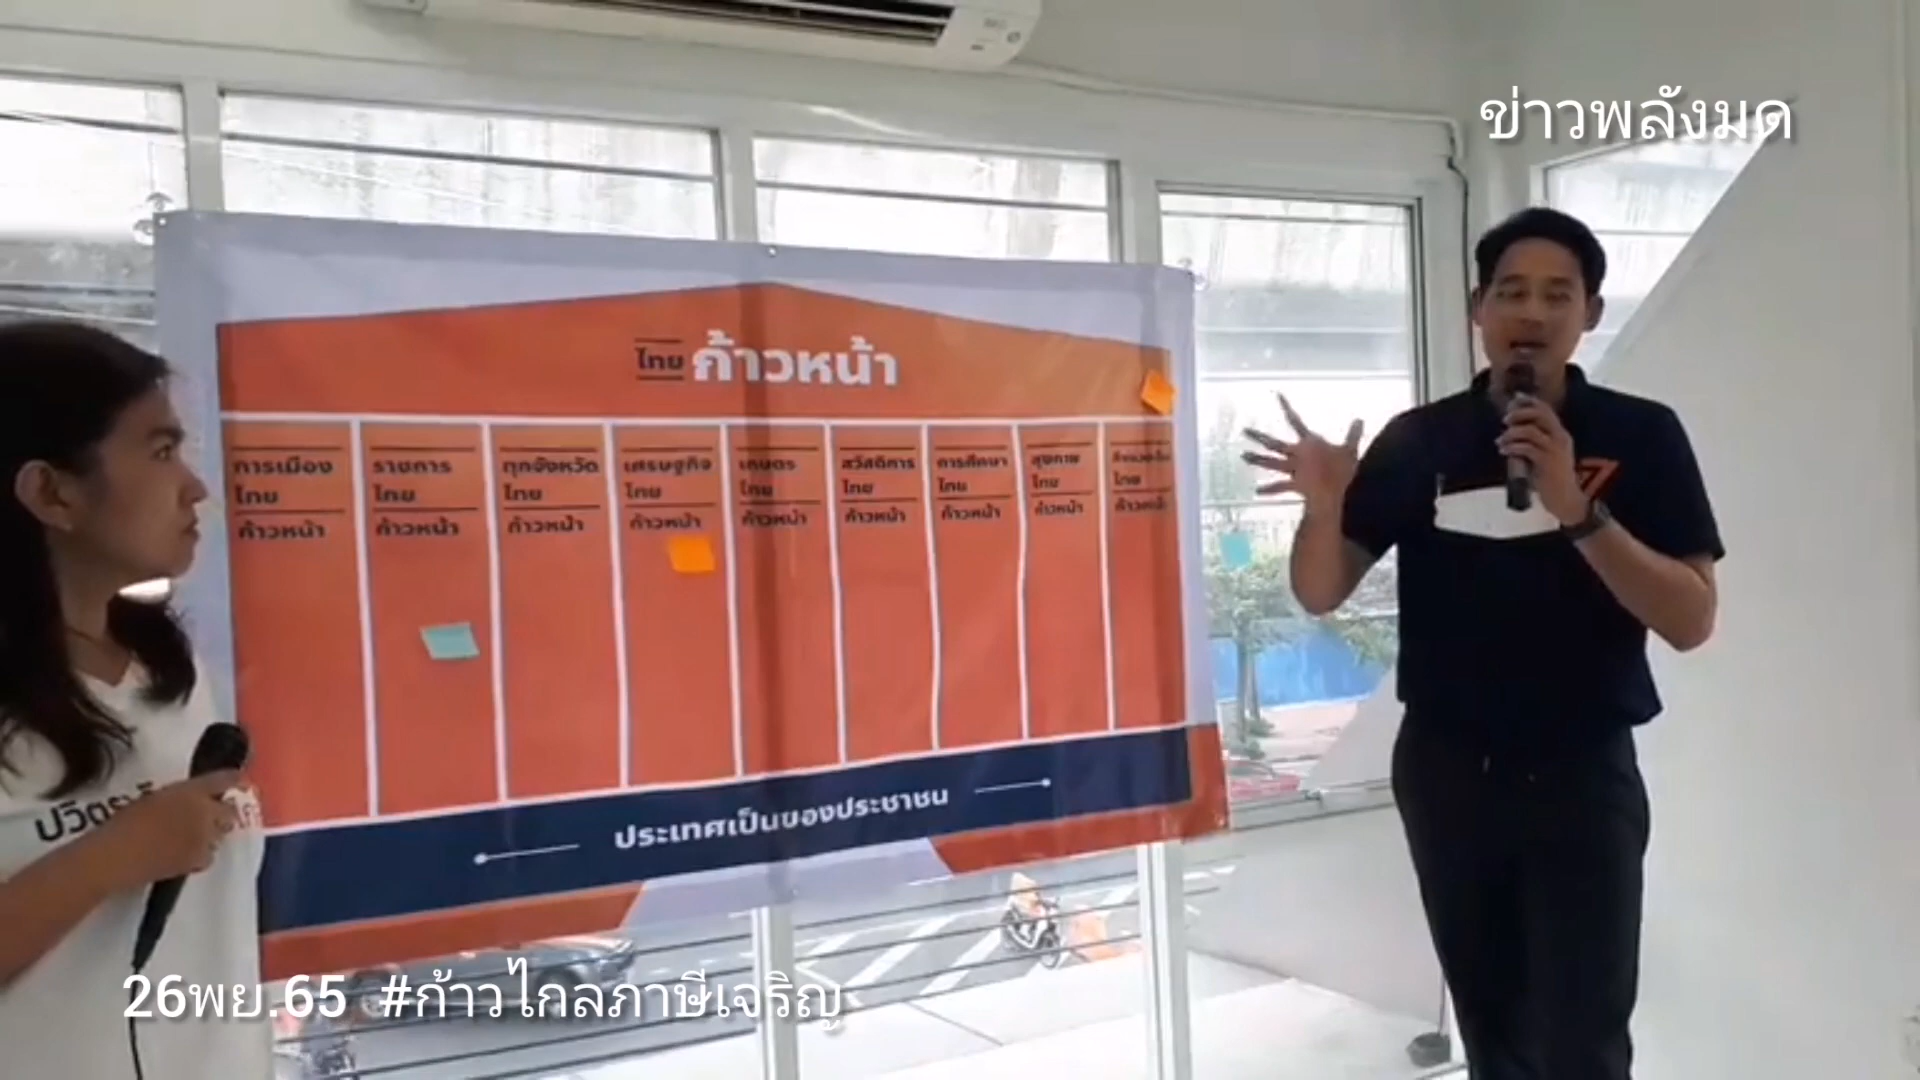 ข่าวพลังมด
ไทย ก้าวหน้า
การเมือง
ไทย
ก้าวหน้า
ราชการ
ไทย
ก้าวหน้า
ทุกจังหวัด
ไทย
ก้าวหน้า
เศรษฐกิจ
ไทย
ก้าวหน้า
เกษตร
ไทย
ก้าวหน้า
สวัสดิการ
ไทย
ก้าวหน้า
การศึกษา
ไทย
ก้าวหน้า
สุขภาพ
ไทย
ก้าวหน้า
ไทย
ก้าวหน้า
ประเทศเป็นของประชาชน
26พย.65 #ก้าวไกลภาษีเจริญ